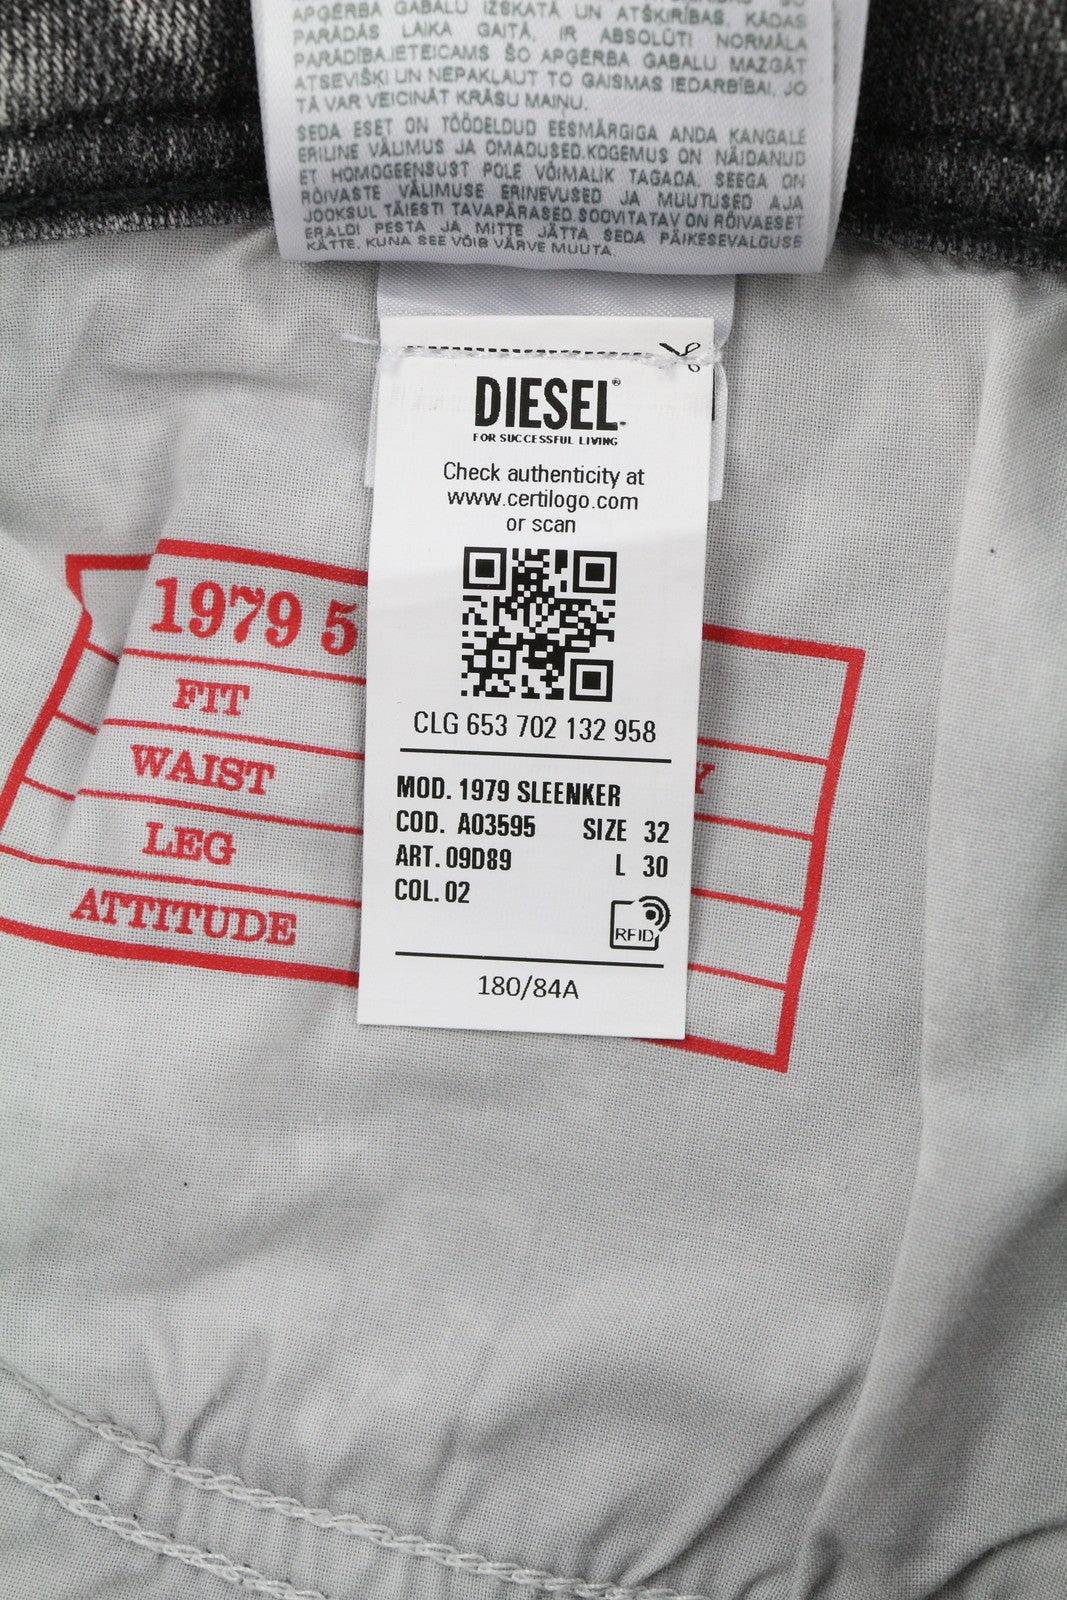 APĢĒRBA GABALU IZSKATĀ UN ATŠĶIRĪBAS, KĀDAS
PARĀDĀS LAIKA GAITĀ, IR ABSOLŪTI NORMĀLA
PARĀDĪBA.IETEICAMS ŠO APĢĒRBA GABALU MAZGĀT
ATSEVIŠĶI UN NEPAKĻAUT TO GAISMAS IEDARBĪBAI, JO
TĀ VAR VEICINĀT KRĀSU MAIŅU.
SEDA ESET ON TÖÖDELDUD EESMÄRGIGA ANDA KANGALE
ERILINE VÄLIMUS JA OMADUSED.KOGEMUS ON NÄIDANUD
ET HOMOGEENSUST POLE VÕIMALIK TAGADA. SEEGA ON
RÕIVASTE VÄLIMUSE ERINEVUSED JA MUUTUSED AJA
JOOKSUL TÄIESTI TAVAPÄRASED.SOOVITATAV ON RÕIVAESET
ERALDI PESTA JA MITTE JÄTTA SEDA PÄIKESEVALGUSE
KÄTTE, KUNA SEE VÕIB VÄRVE MUUTA.
DIESEL®
FOR SUCCESSFUL LIVING
Check authenticity at
www.certilogo.com
or scan
CLG 653 702 132 958
MOD. 1979 SLEENKER
COD. A03595 SIZE 32
ART. 09D89 L 30
COL. 02
RFID
180/84A
1979 S
FIT
WAIST Y
LEG
ATTITUDE